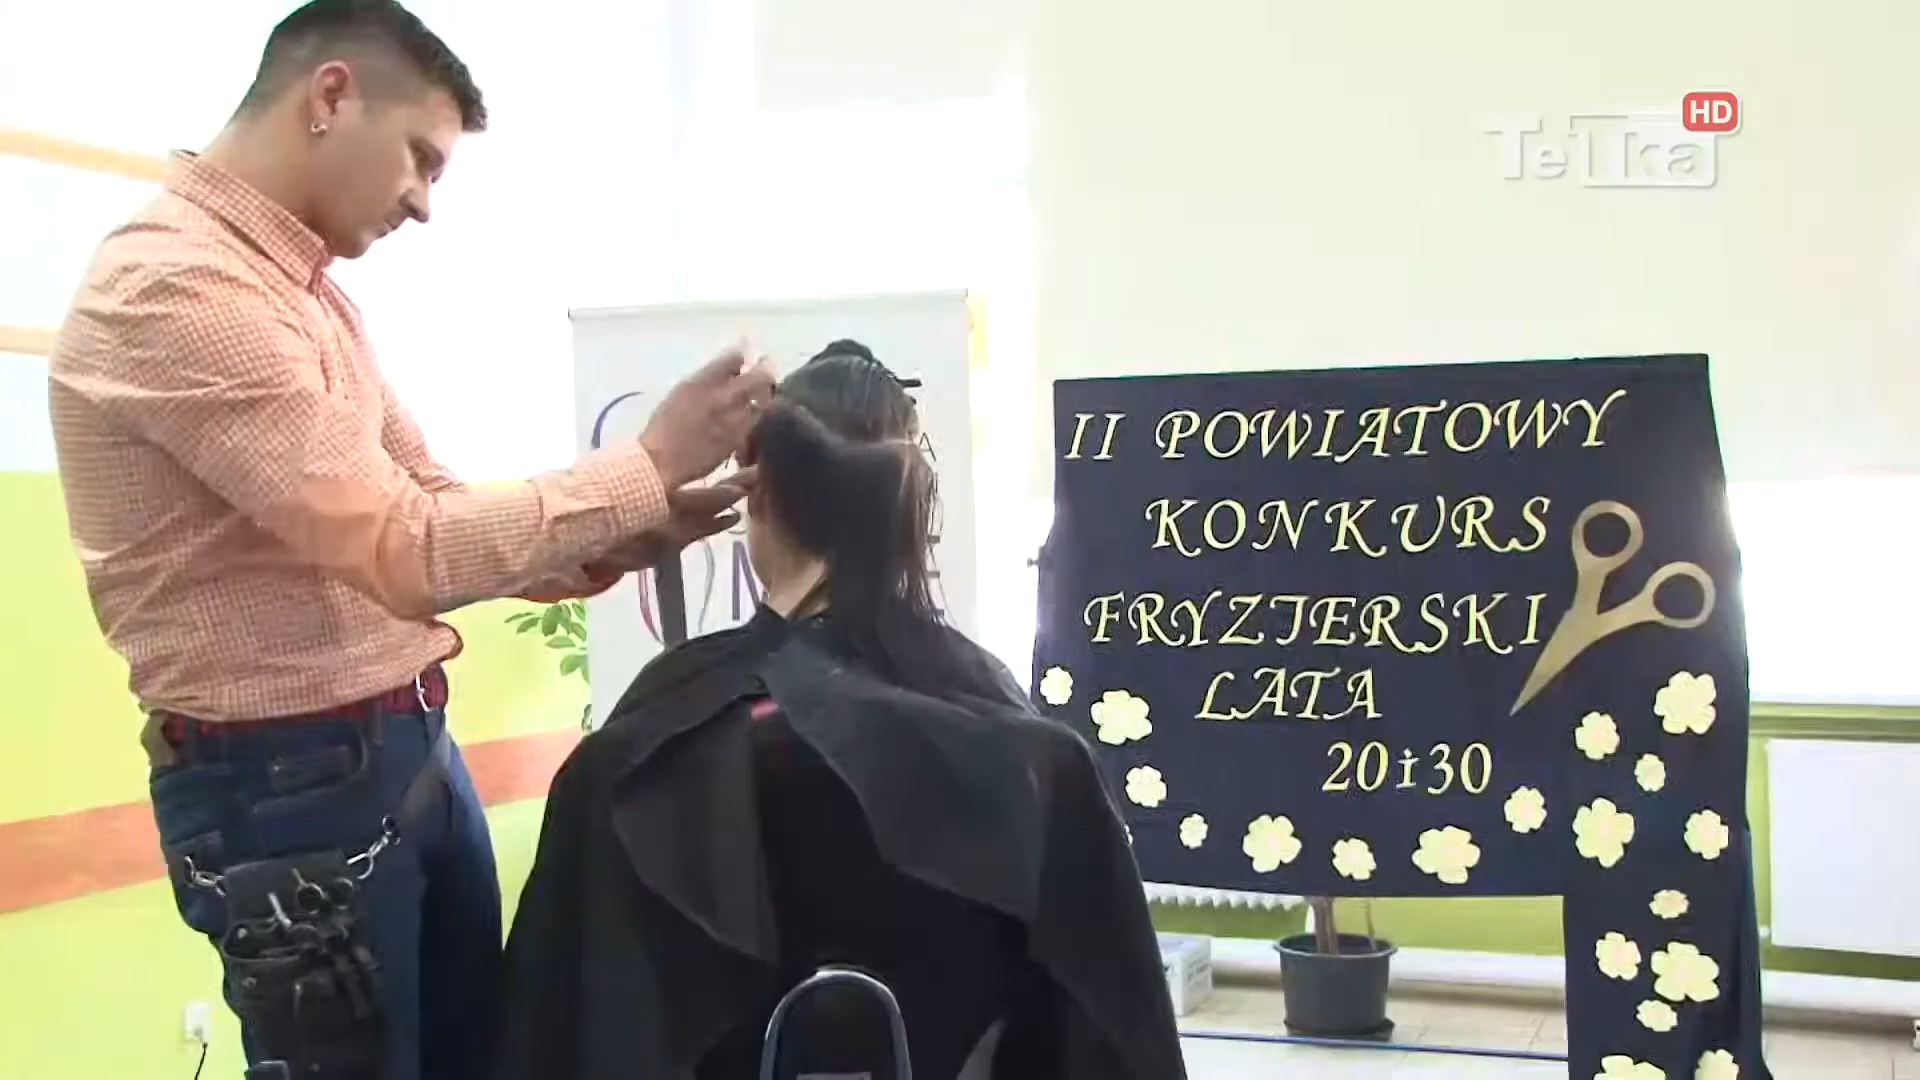 TeTka HD
II POWIATOWY
KONKURS
FRYZJERSKI
LATA
20 i 30